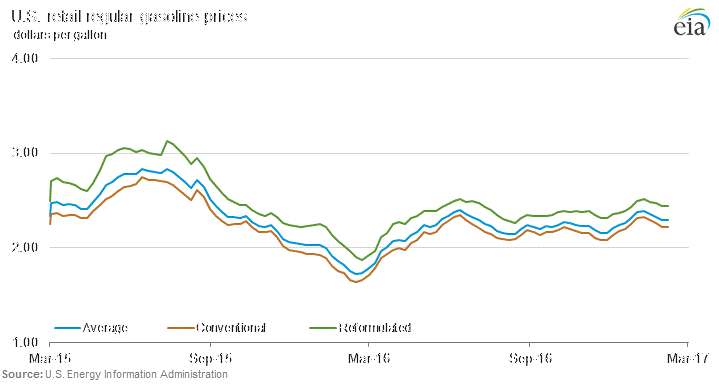 U.S. retail regular gasoline prices
dollars per gallon
eia
4.00
3.00
2.00
1.00
Average
Conventional
Reformulated
Mar-15
Sep-15
Mar-16
Sep-16
Mar-17
Source: U.S. Energy Information Administration